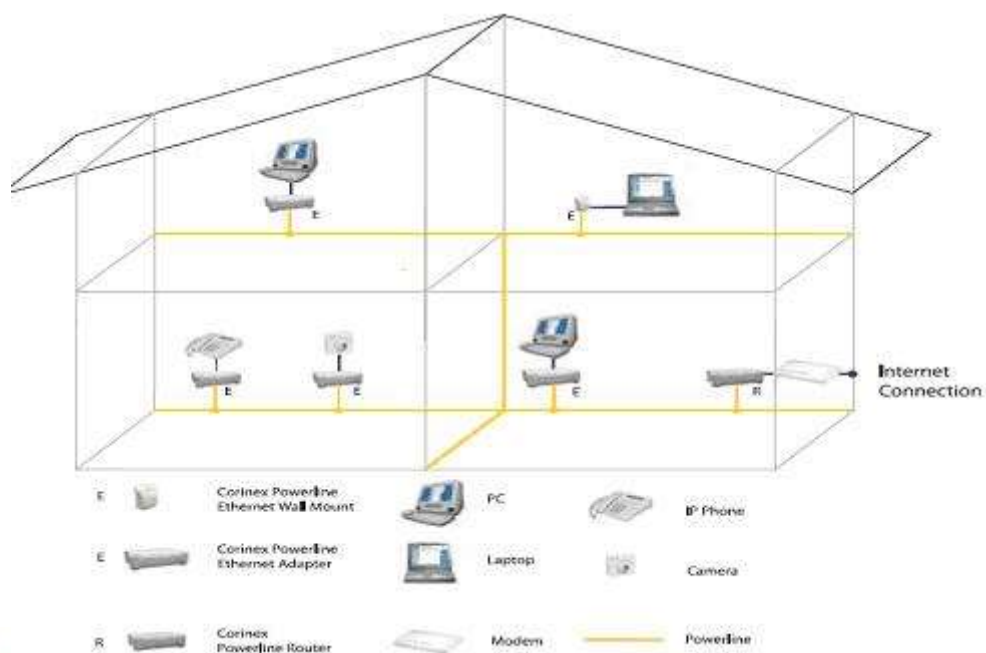 E
E
Internet
Connection
E
E
E
R
E
Corinex Powerline
Ethernet Wall Mount
PC
IP Phone
E
Corinex Powerline
Ethernet Adapter
Laptop
Camera
R
Corinex
Powerline Router
Modem
Powerline